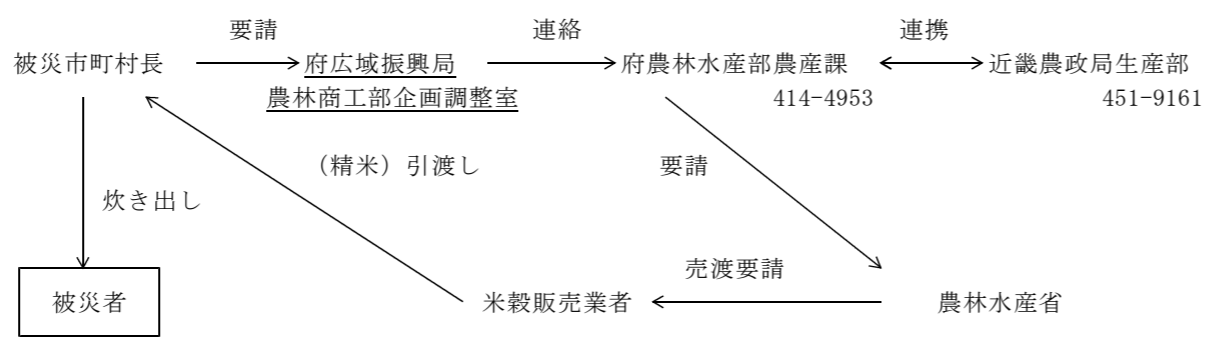 要請
連絡
連携
被災市町村長
府広域振興局
府農林水産部農産課
近畿農政局生産部
農林商工部企画調整室
414-4953
451-9161
(精米)引渡し
要請
炊き出し
売渡要請
被災者
米穀販売業者
農林水産省